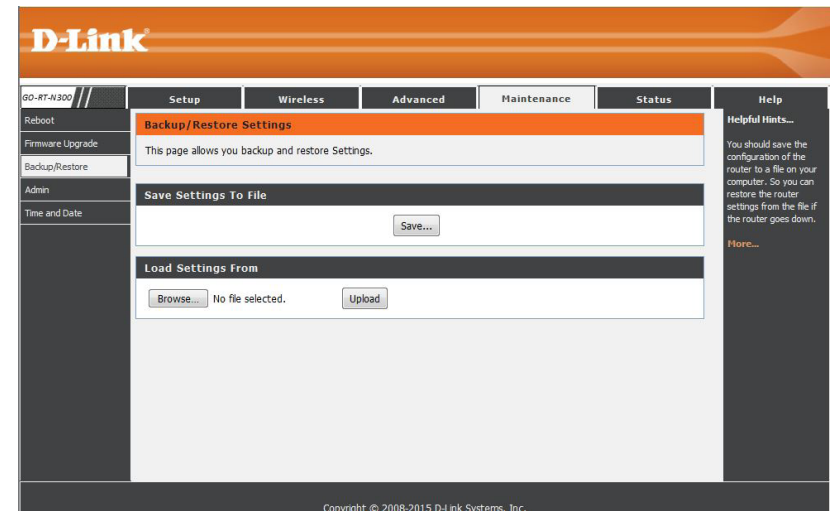 D-Link
GO-RT-N300
Setup Wireless Advanced Maintenance Status Help
Reboot
Firmware Upgrade
Backup/Restore
Admin
Time and Date
Backup/Restore Settings
This page allows you backup and restore Settings.
Save Settings To File
Save...
Load Settings From
Browse... No file selected. Upload
Helpful Hints...
You should save the
configuration of the
router to a file on your
computer. So you can
restore the router
settings from the file if
the router goes down.
More...
Copyright © 2008-2015 D-Link Systems, Inc.